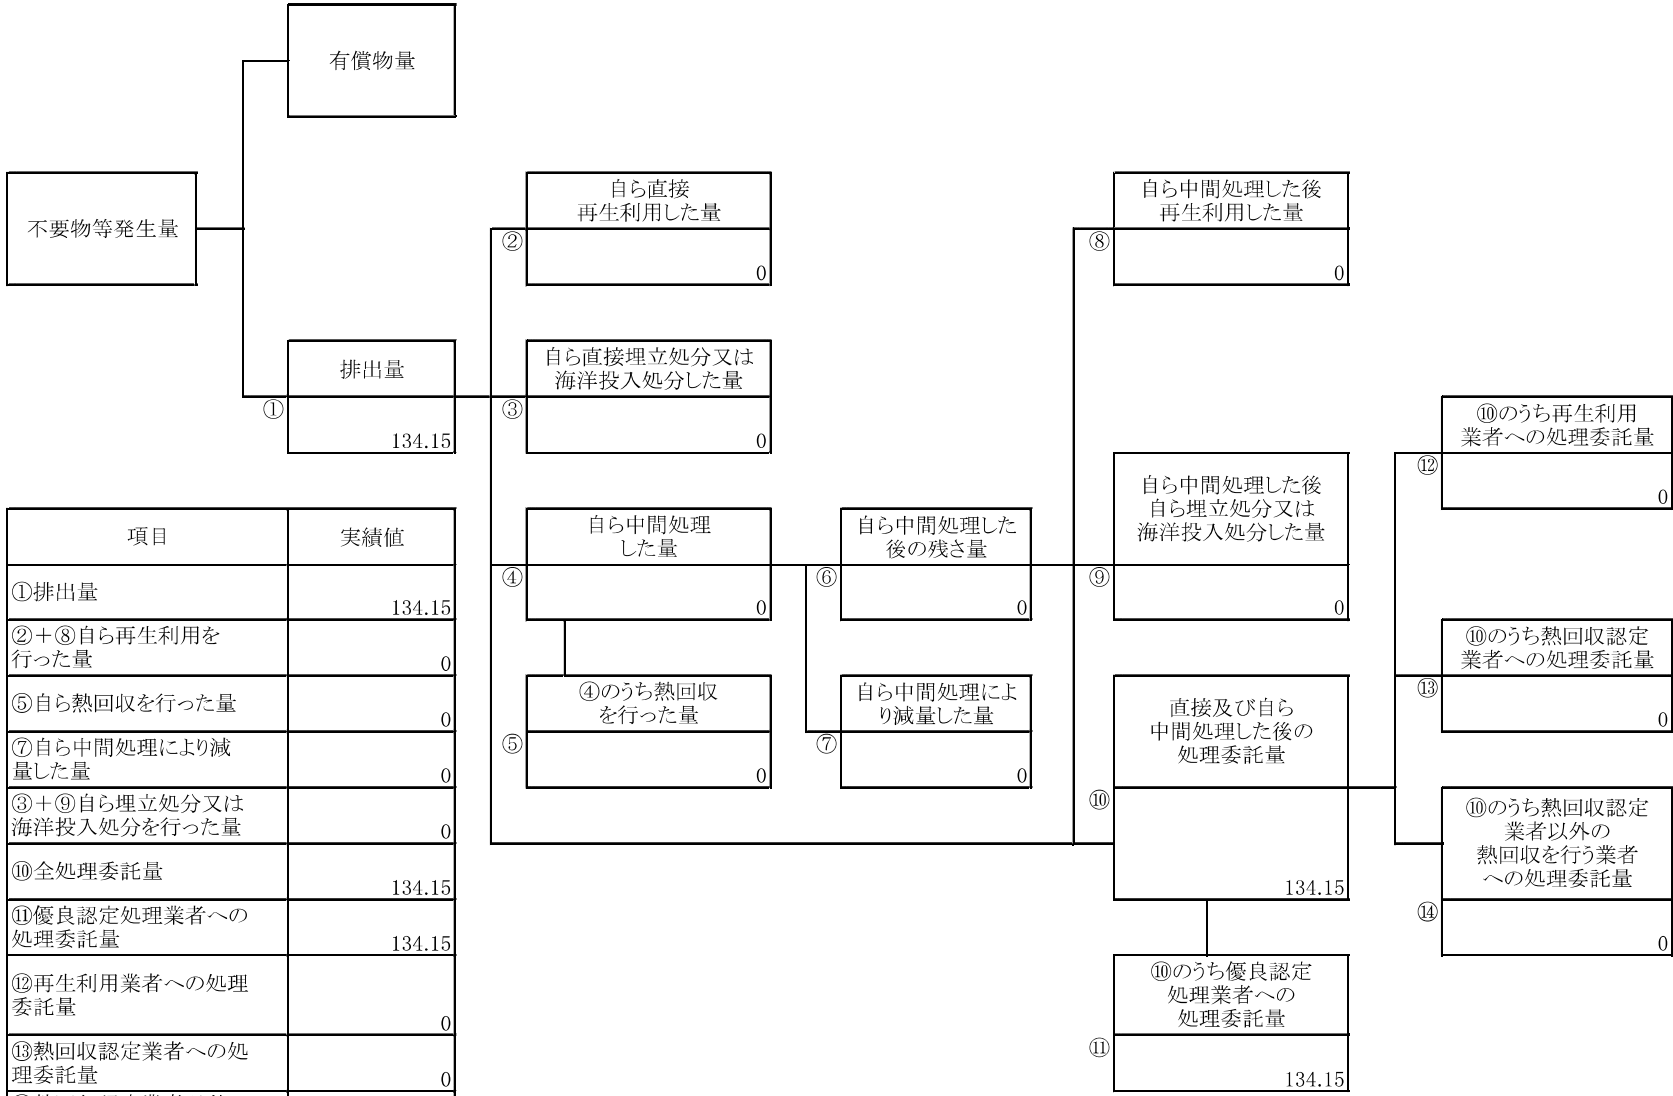 有償物量
不要物等発生量
自ら直接
再生利用した量
②
0
自ら中間処理した後
再生利用した量
⑧
0
排出量
①
134.15
自ら直接埋立処分又は
海洋投入処分した量
③
0
⑩のうち再生利用
業者への処理委託量
⑫
0
自ら中間処理
した量
④
0
自ら中間処理した
後の残さ量
⑥
0
自ら中間処理した後
自ら埋立処分又は
海洋投入処分した量
⑨
0
⑩のうち熱回収認定
業者への処理委託量
⑬
0
④のうち熱回収
を行った量
⑤
0
自ら中間処理によ
り減量した量
⑦
0
直接及び自ら
中間処理した後の
処理委託量
⑩
134.15
⑩のうち熱回収認定
業者以外の
熱回収を行う業者
への処理委託量
⑭
0
⑩のうち優良認定
処理業者への
処理委託量
⑪
134.15
項目 実績値
①排出量
134.15
②＋⑧自ら再生利用を
行った量
0
⑤自ら熱回収を行った量
0
⑦自ら中間処理により減
量した量
0
③＋⑨自ら埋立処分又は
海洋投入処分を行った量
0
⑩全処理委託量
134.15
⑪優良認定処理業者への
処理委託量
134.15
⑫再生利用業者への処理
委託量
0
⑬熱回収認定業者への処
理委託量
0